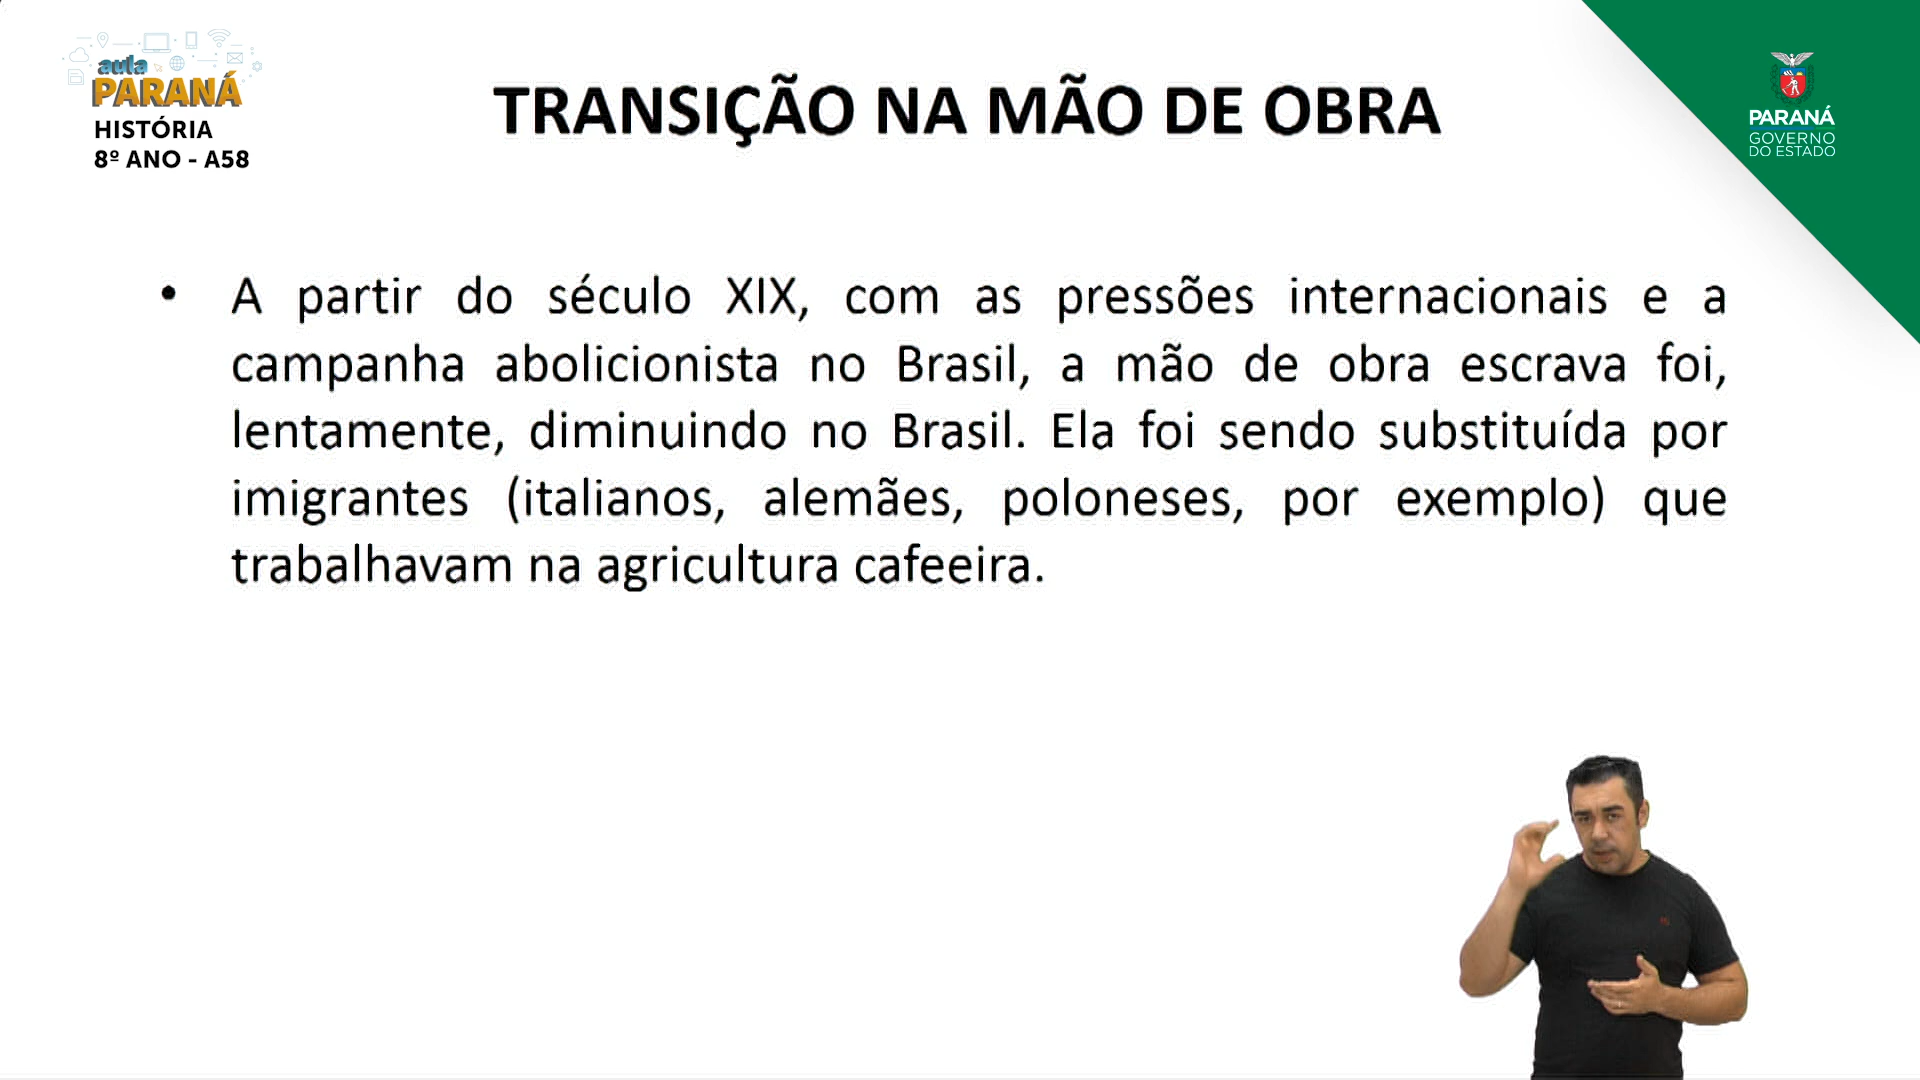 aula
PARANÁ
HISTÓRIA
8º ANO - A58
TRANSIÇÃO NA MÃO DE OBRA
PARANÁ
GOVERNO
DO ESTADO
• A partir do século XIX, com as pressões internacionais e a
campanha abolicionista no Brasil, a mão de obra escrava foi,
lentamente, diminuindo no Brasil. Ela foi sendo substituída por
imigrantes (italianos, alemães, poloneses, por exemplo) que
trabalhavam na agricultura cafeeira.